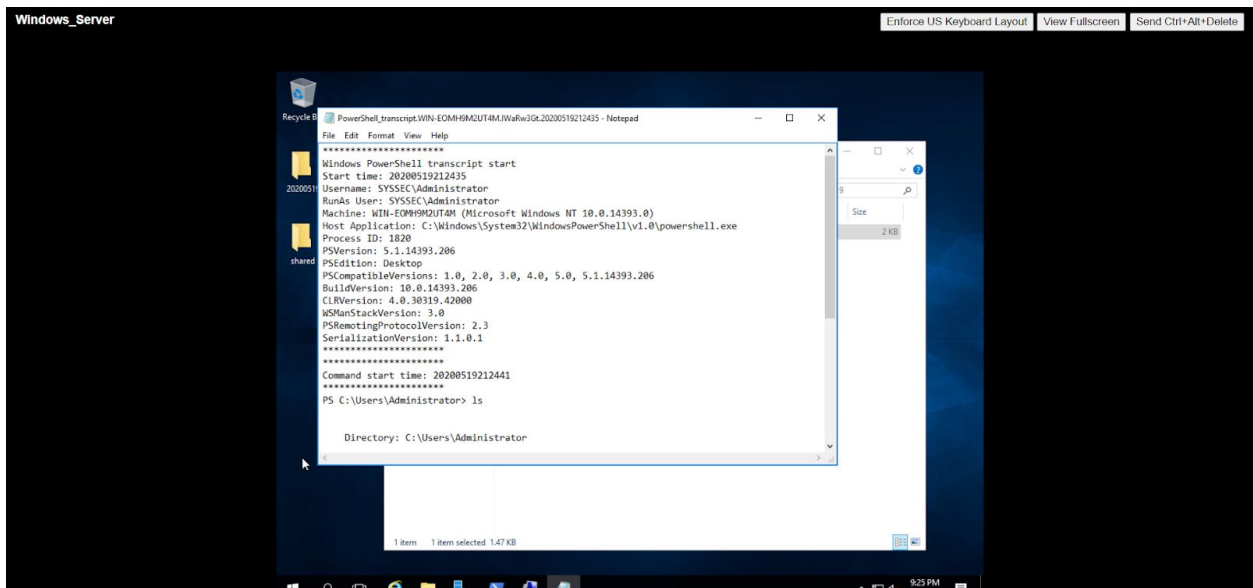 Windows_Server
Enforce US Keyboard Layout View Fullscreen Send Ctrl+Alt+Delete
Recycle B
PowerShell_transcript.WIN-EOMH9M2UT4M.IWaRw3Gt.20200519212435 - Notepad
File Edit Format View Help
**********************
Windows PowerShell transcript start
Start time: 20200519212435
2020051
Username: SYSSEC\Administrator
RunAs User: SYSSEC\Administrator
Machine: WIN-EOMH9M2UT4M (Microsoft Windows NT 10.0.14393.0)
Host Application: C:\Windows\System32\WindowsPowerShell\v1.0\powershell.exe
Process ID: 1820
PSVersion: 5.1.14393.206
shared
PSEdition: Desktop
PSCompatibleVersions: 1.0, 2.0, 3.0, 4.0, 5.0, 5.1.14393.206
BuildVersion: 10.0.14393.206
CLRVersion: 4.0.30319.42000
WSManStackVersion: 3.0
PSRemotingProtocolVersion: 2.3
SerializationVersion: 1.1.0.1
**********************
**********************
Command start time: 20200519212441
**********************
PS C:\Users\Administrator> ls
Directory: C:\Users\Administrator
9
Size
2 KB
1 item 1 item selected 1.47 KB
9:25 PM